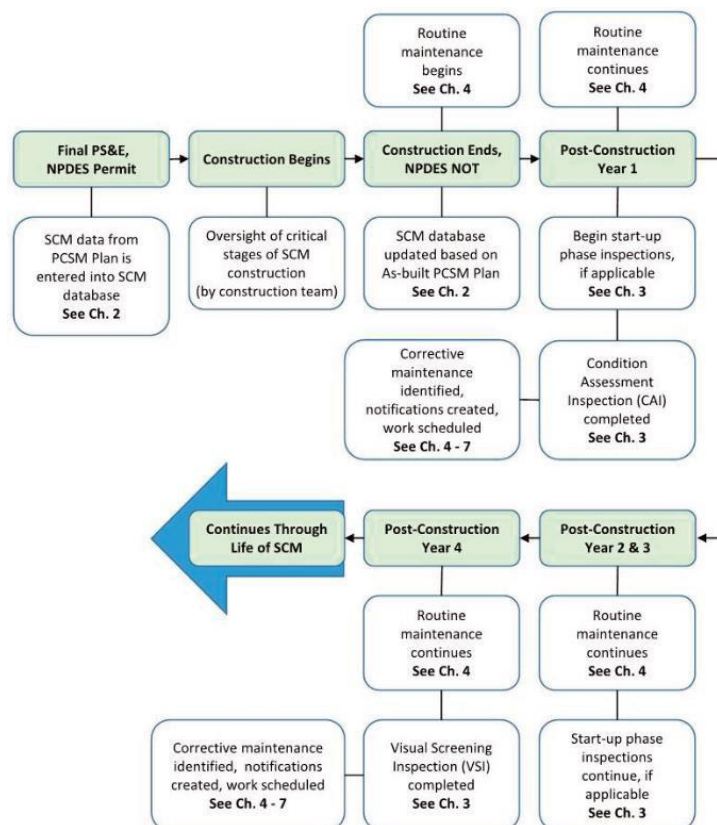 Routine
maintenance
begins
See Ch. 4
Routine
maintenance
continues
See Ch. 4
Final PS&E,
NPDES Permit
Construction Begins
Construction Ends,
NPDES NOT
Post-Construction
Year 1
SCM data from
PCSM Plan is
entered into SCM
database
See Ch. 2
Oversight of critical
stages of SCM
construction
(by construction team)
SCM database
updated based on
As-built PCSM Plan
See Ch. 2
Begin start-up
phase inspections,
if applicable
See Ch. 3
Corrective
maintenance
identified,
notifications created,
work scheduled
See Ch. 4 - 7
Condition
Assessment
Inspection (CAI)
completed
See Ch. 3
Continues Through
Life of SCM
Post-Construction
Year 4
Post-Construction
Year 2 & 3
Routine
maintenance
continues
See Ch. 4
Routine
maintenance
continues
See Ch. 4
Corrective maintenance
identified, notifications
created, work scheduled
See Ch. 4 - 7
Visual Screening
Inspection (VSI)
completed
See Ch. 3
Start-up phase
inspections
continue, if
applicable
See Ch. 3